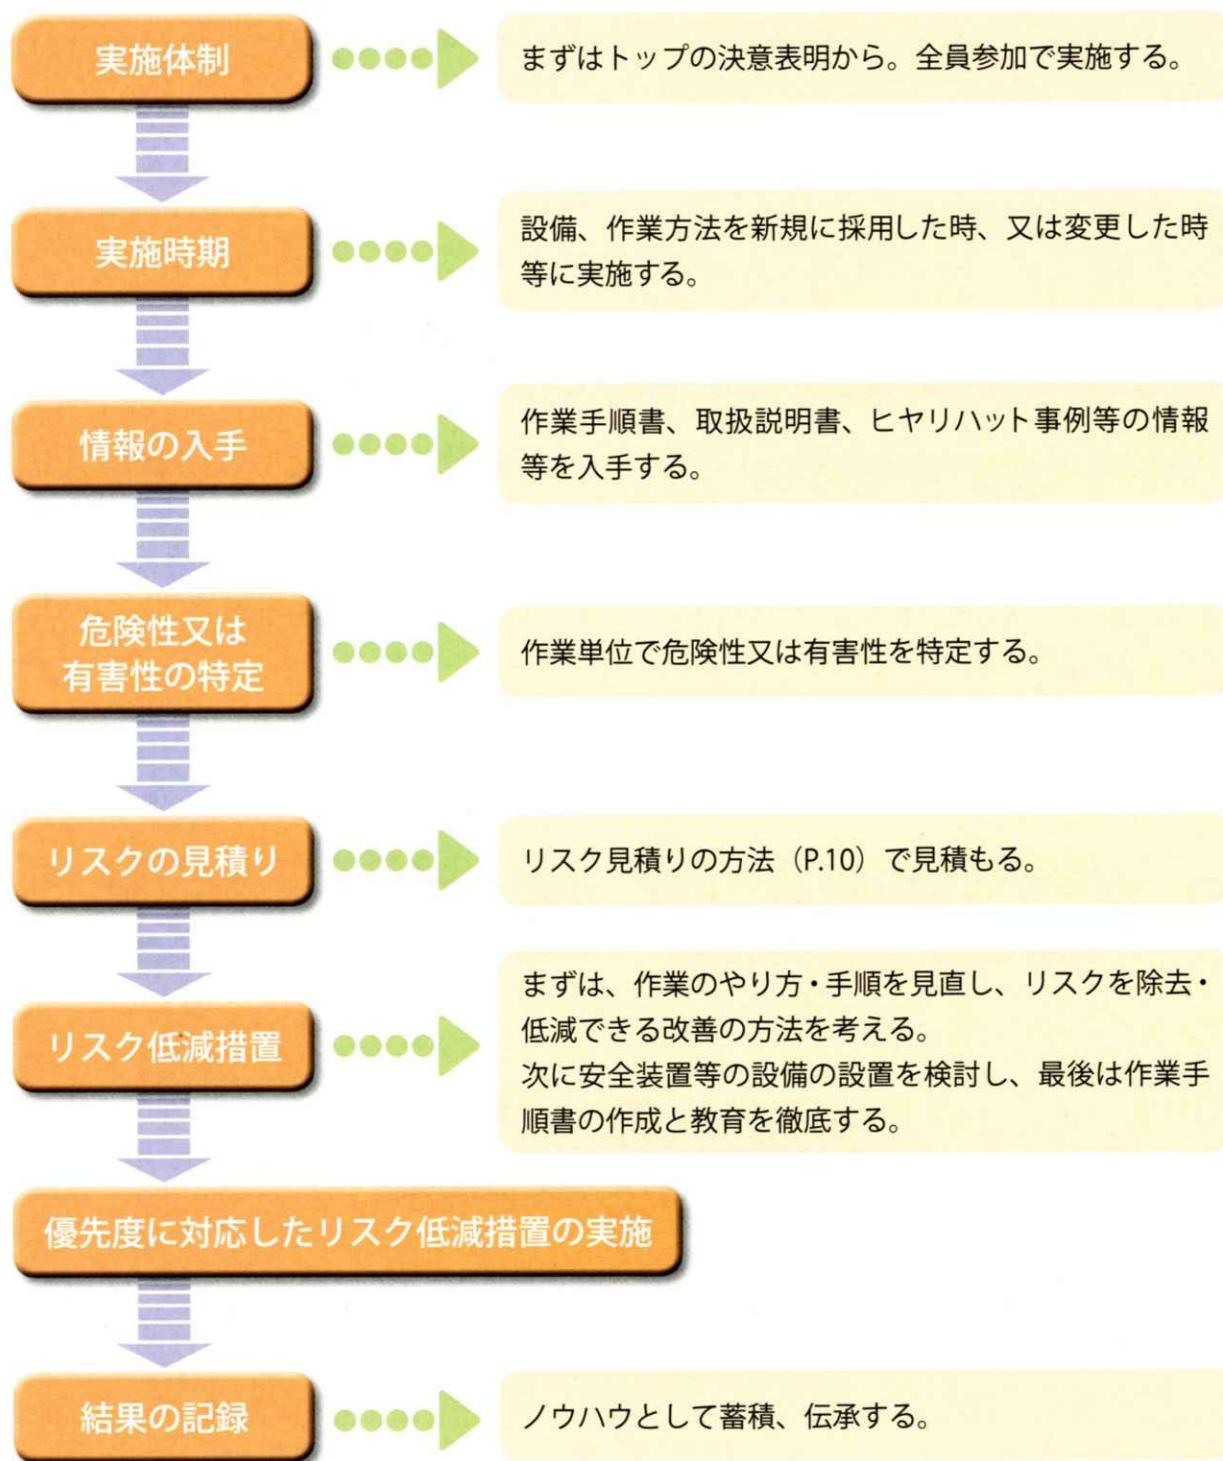 実施体制
まずはトップの決意表明から。全員参加で実施する。
実施時期
設備、作業方法を新規に採用した時、又は変更した時
等に実施する。
情報の入手
作業手順書、取扱説明書、ヒヤリハット事例等の情報
等を入手する。
危険性又は
有害性の特定
作業単位で危険性又は有害性を特定する。
リスクの見積り
リスク見積りの方法（P.10）で見積もる。
リスク低減措置
まずは、作業のやり方・手順を見直し、リスクを除去・
低減できる改善の方法を考える。
次に安全装置等の設備の設置を検討し、最後は作業手
順書の作成と教育を徹底する。
優先度に対応したリスク低減措置の実施
結果の記録
ノウハウとして蓄積、伝承する。